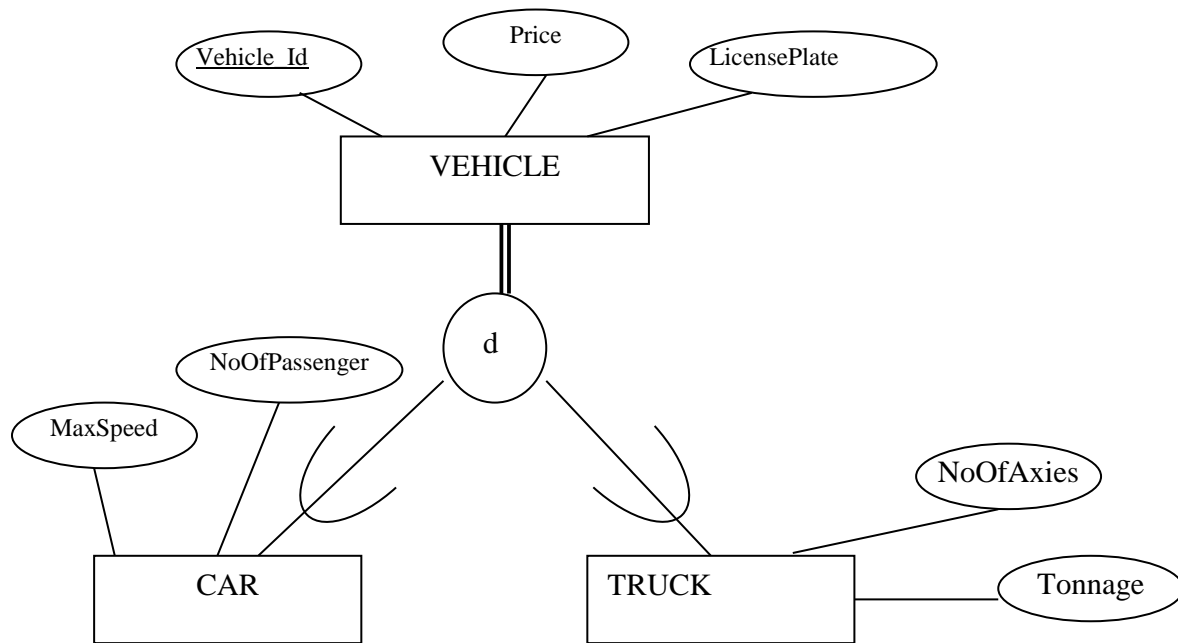 Price
Vehicle_Id
LicensePlate
VEHICLE
d
NoOfPassenger
MaxSpeed
NoOfAxies
CAR
TRUCK
Tonnage